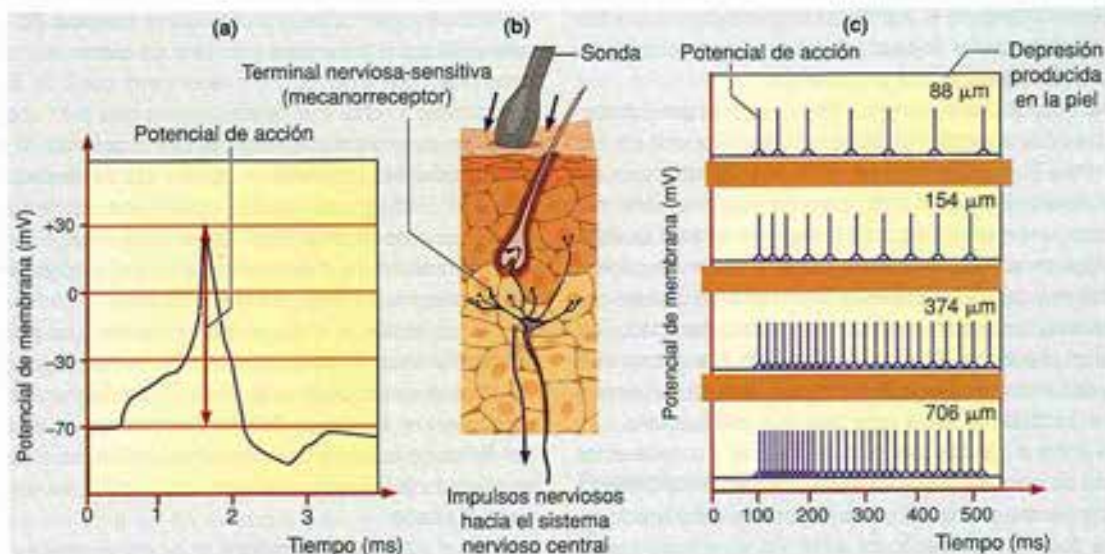 (a)
Potencial de acción
Potencial de membrana (mV)
+30
0
−30
−70
0
1
2
3
Tiempo (ms)
(b)
Sonda
Terminal nerviosa-sensitiva
(mecanorreceptor)
Impulsos nerviosos
hacia el sistema
nervioso central
(c)
Potencial de acción
Depresión
producida
en la piel
88 μm
154 μm
374 μm
706 μm
Potencial de membrana (mV)
0 100 200 300 400 500
Tiempo (ms)